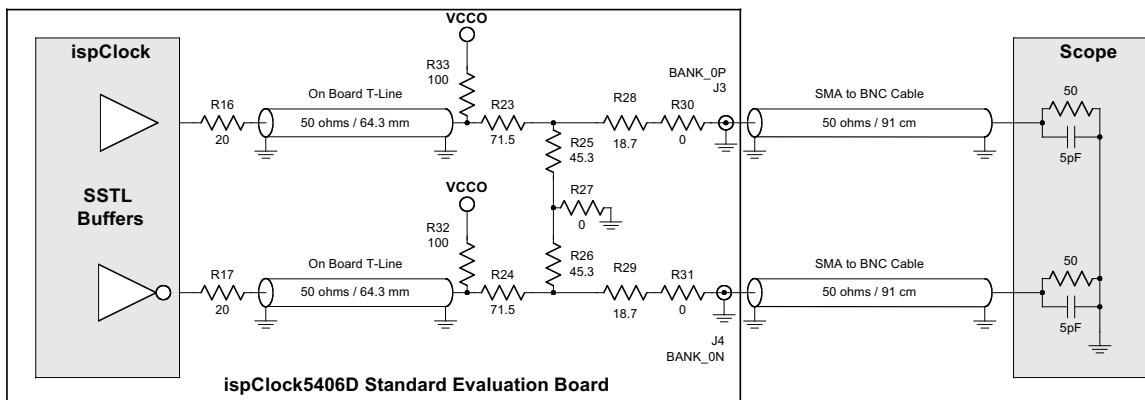 ispClock
SSTL
Buffers
R16
20
On Board T-Line
50 ohms / 64.3 mm
VCCO
R33
100
R23
71.5
R25
45.3
R27
0
R28
18.7
R30
0
BANK_0P
J3
SMA to BNC Cable
50 ohms / 91 cm
Scope
50
5pF
R17
20
On Board T-Line
50 ohms / 64.3 mm
VCCO
R32
100
R24
71.5
R26
45.3
R29
18.7
R31
0
J4
BANK_0N
SMA to BNC Cable
50 ohms / 91 cm
50
5pF
ispClock5406D Standard Evaluation Board